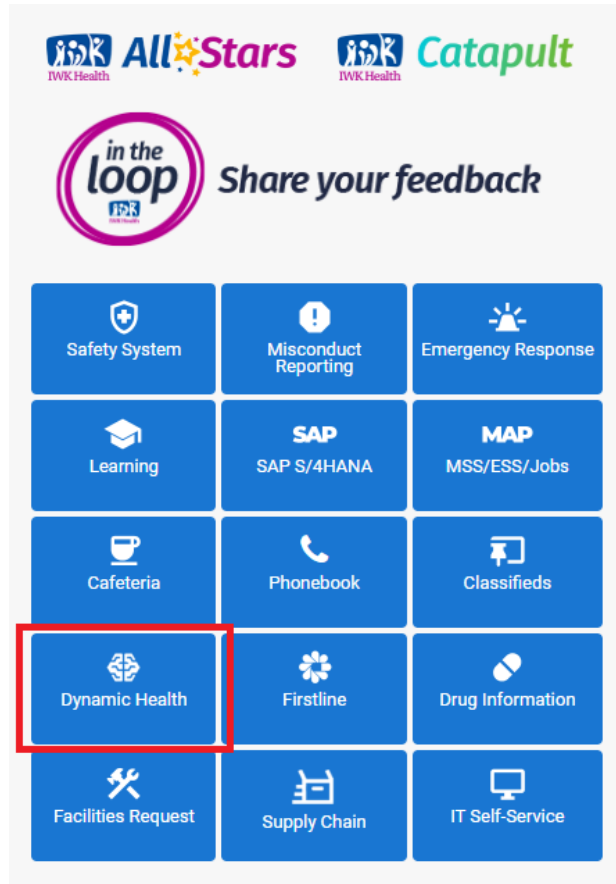 IWK Health All Stars
IWK Health Catapult
in the
loop
IWK Health
Share your feedback
Safety System
Misconduct
Reporting
Emergency Response
Learning
SAP
SAP S/4HANA
MAP
MSS/ESS/Jobs
Cafeteria
Phonebook
Classifieds
Dynamic Health
Firstline
Drug Information
Facilities Request
Supply Chain
IT Self-Service